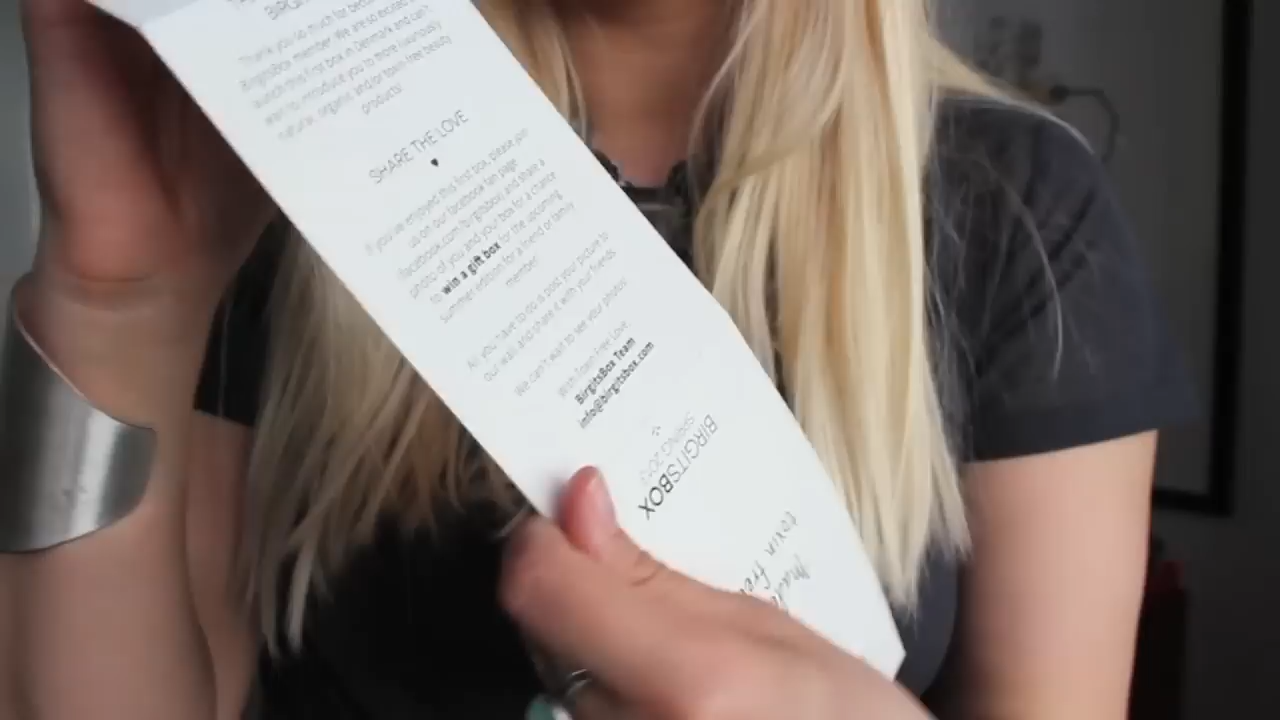 Thank you so much for
BirgitsBox member. We are so excited
launch this first box in Denmark and can't
wait to introduce you to more luxuriously
natural, organic and/or toxin free beauty
products!
SHARE THE LOVE
If you've enjoyed this first box, please join
us on our facebook fan page
(facebook.com/birgitsbox) and share a
photo of you and your box for a chance
to win a gift box for the upcoming
summer edition for a friend or family
member.
All you have to do is post your picture to
our wall and share it with your friends.
We can't wait to see your photos!
With Toxin Free Love
BirgitsBox Team
info@birgitsbox.com
BIRGITSBOX
SPRING 2013
toxin